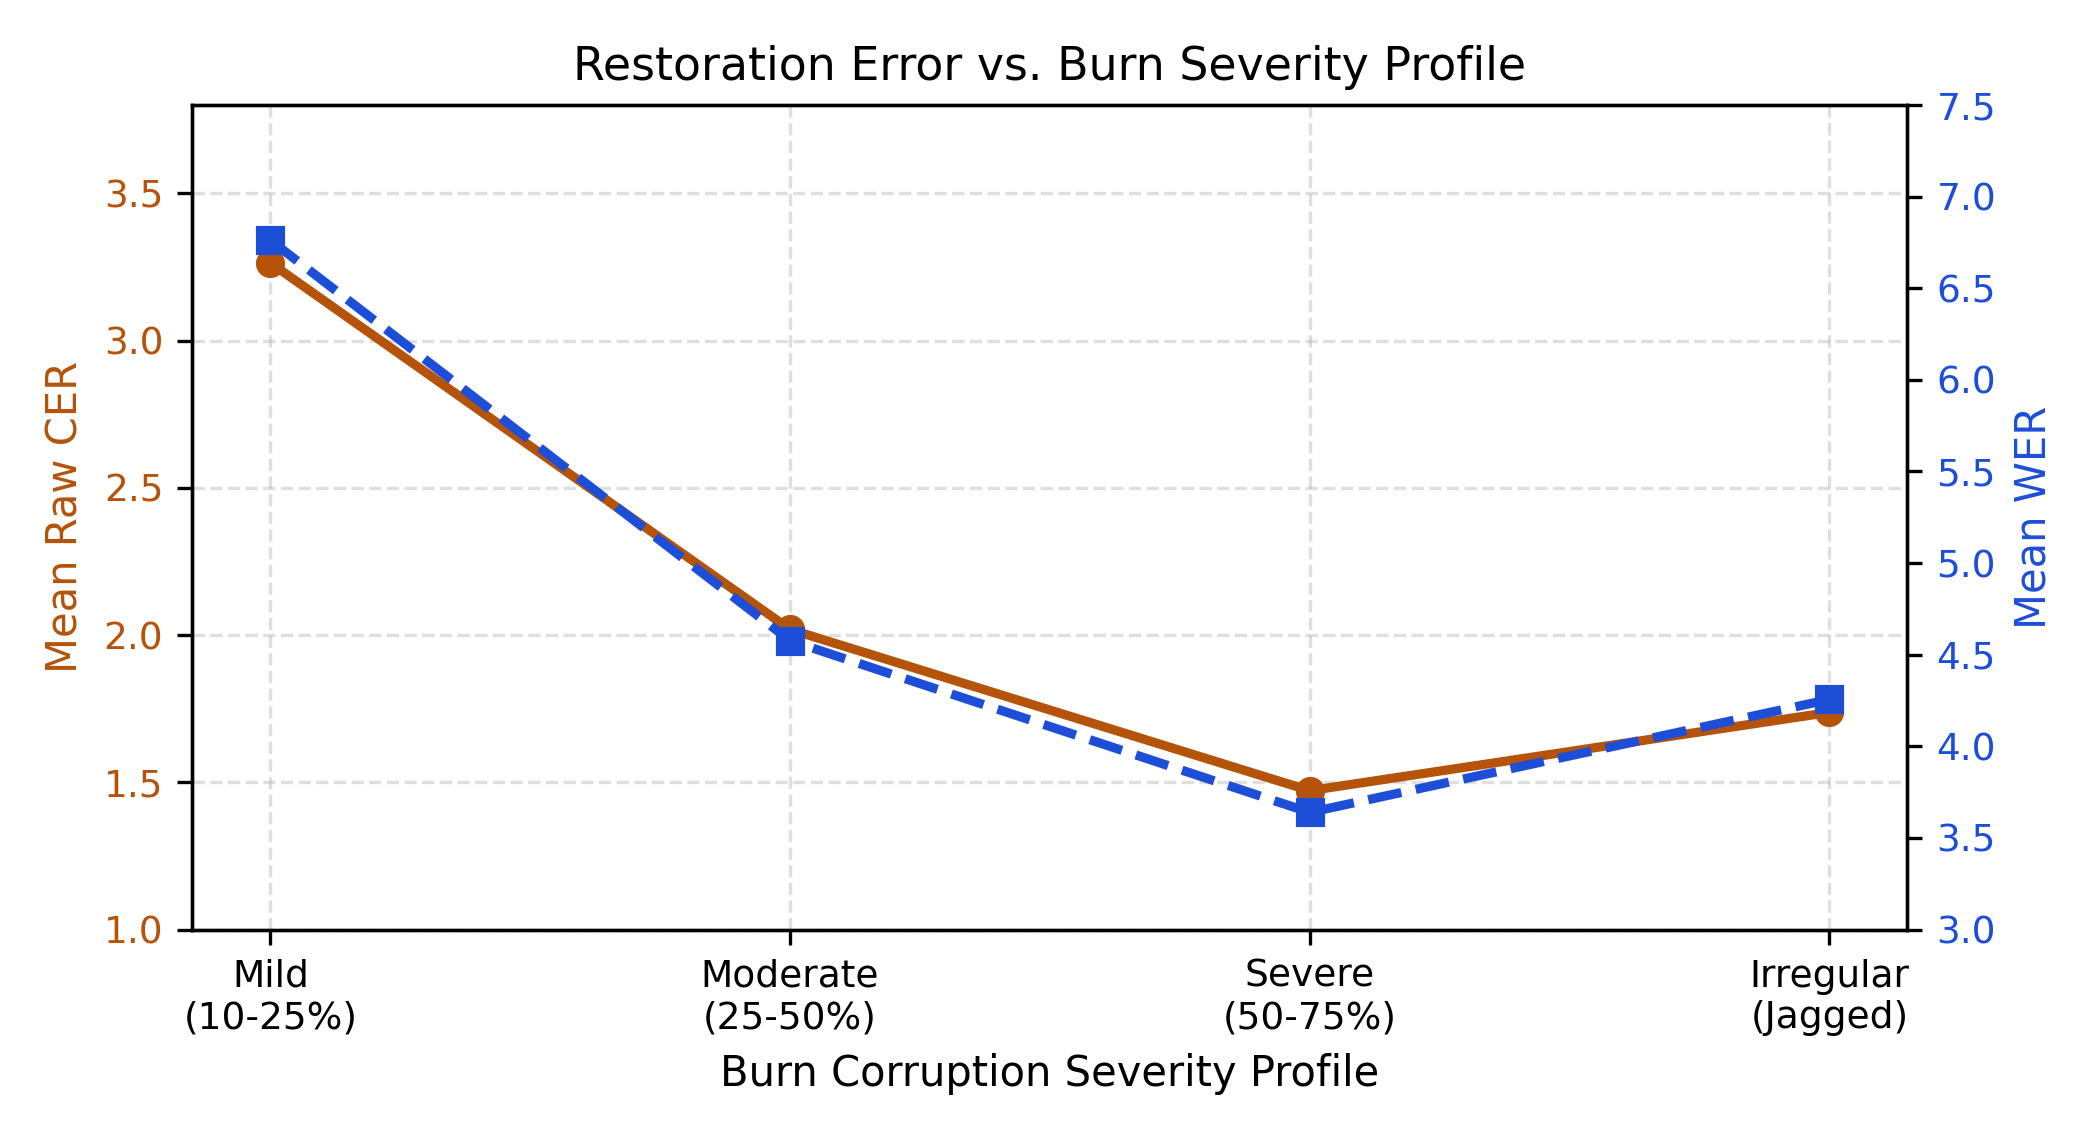 Restoration Error vs. Burn Severity Profile
Mean Raw CER
3.5
3.0
2.5
2.0
1.5
1.0
7.5
7.0
6.5
6.0
5.5
5.0
4.5
4.0
3.5
3.0
Mean WER
Mild
(10-25%)
Moderate
(25-50%)
Severe
(50-75%)
Irregular
(Jagged)
Burn Corruption Severity Profile